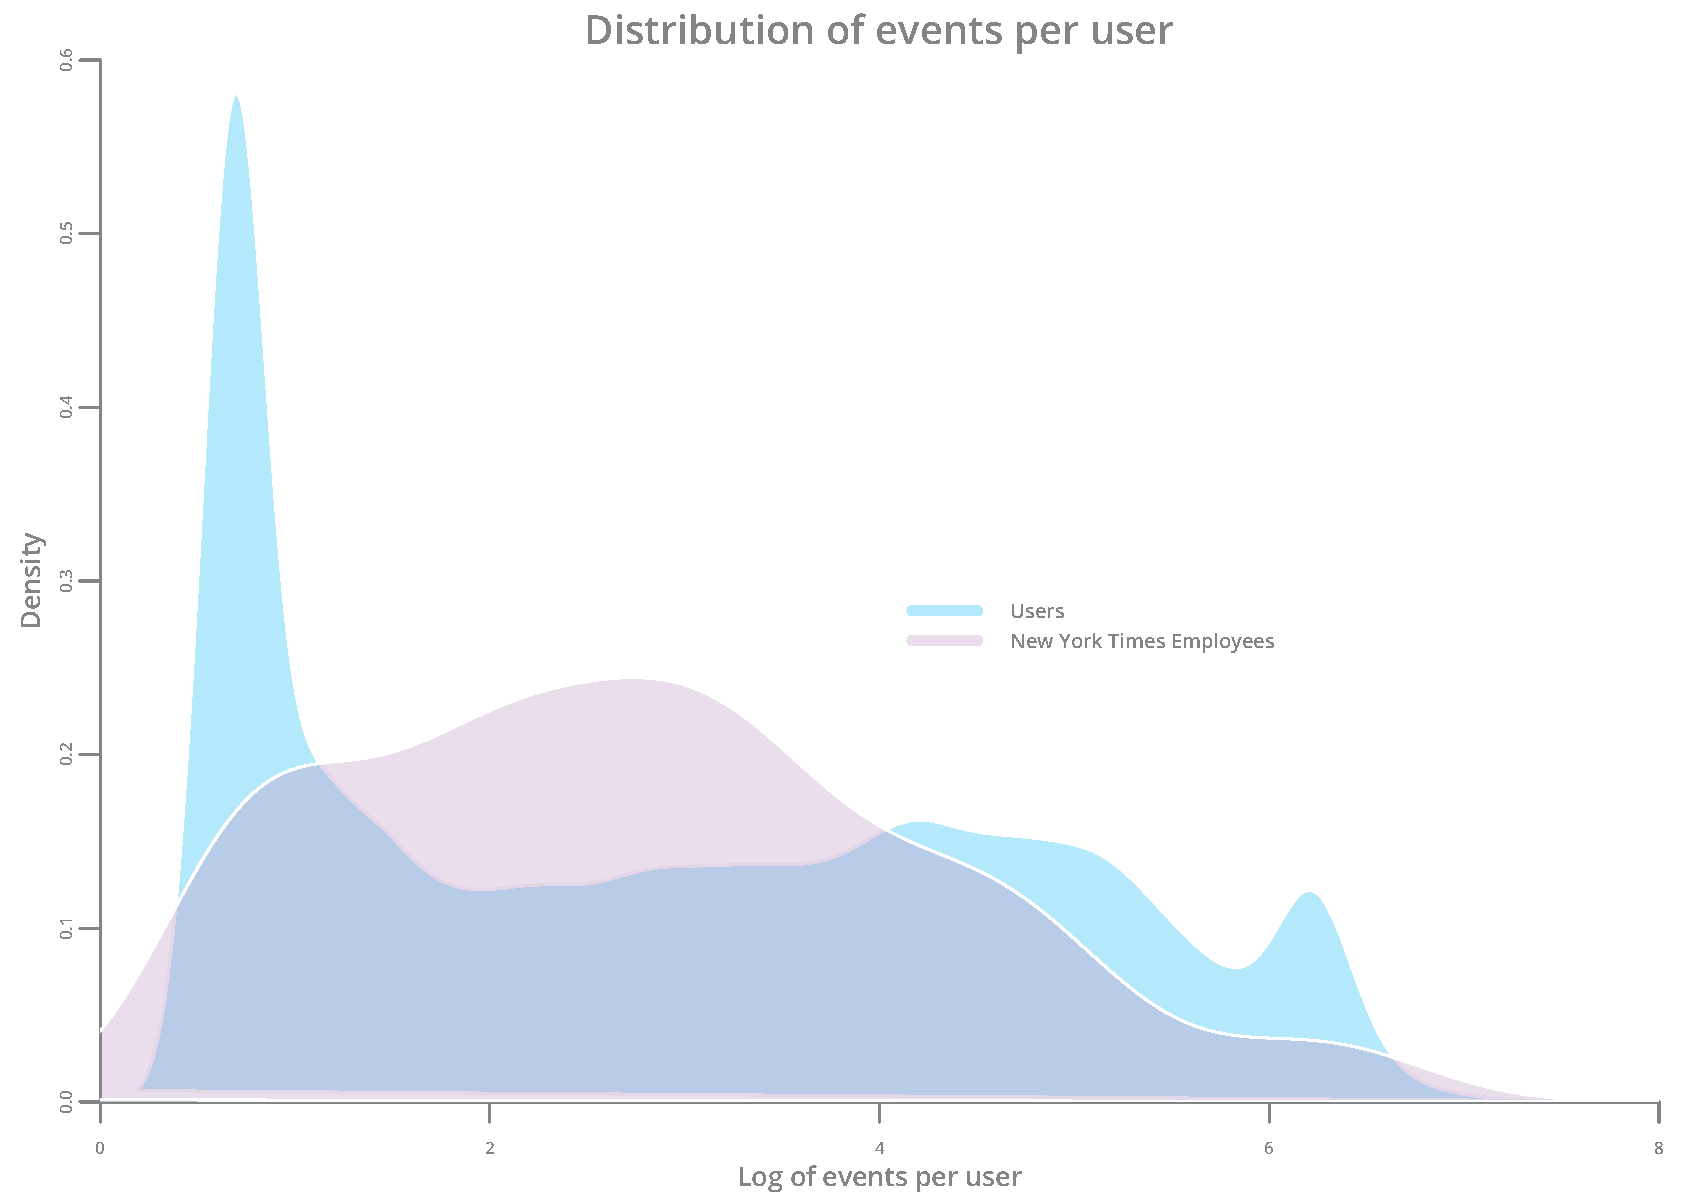 Distribution of events per user
0.6
0.5
0.4
0.3
0.2
0.1
0.0
Density
Users
New York Times Employees
0 2 4 6 8
Log of events per user